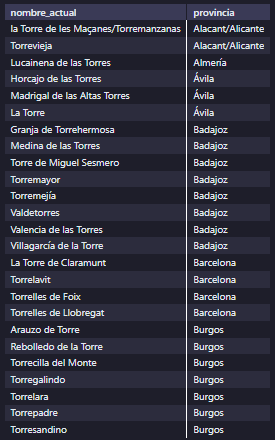 nombre_actual provincia
la Torre de les Maçanes/Torremanzanas Alacant/Alicante
Torrevieja Alacant/Alicante
Lucainena de las Torres Almería
Horcajo de las Torres Ávila
Madrigal de las Altas Torres Ávila
La Torre Ávila
Granja de Torrehermosa Badajoz
Medina de las Torres Badajoz
Torre de Miguel Sesmero Badajoz
Torremayor Badajoz
Torremejía Badajoz
Valdetorres Badajoz
Valencia de las Torres Badajoz
Villagarcía de la Torre Badajoz
La Torre de Claramunt Barcelona
Torrelavit Barcelona
Torrelles de Foix Barcelona
Torrelles de Llobregat Barcelona
Arauzo de Torre Burgos
Rebolledo de la Torre Burgos
Torrecilla del Monte Burgos
Torregalindo Burgos
Torrelara Burgos
Torrepadre Burgos
Torresandino Burgos